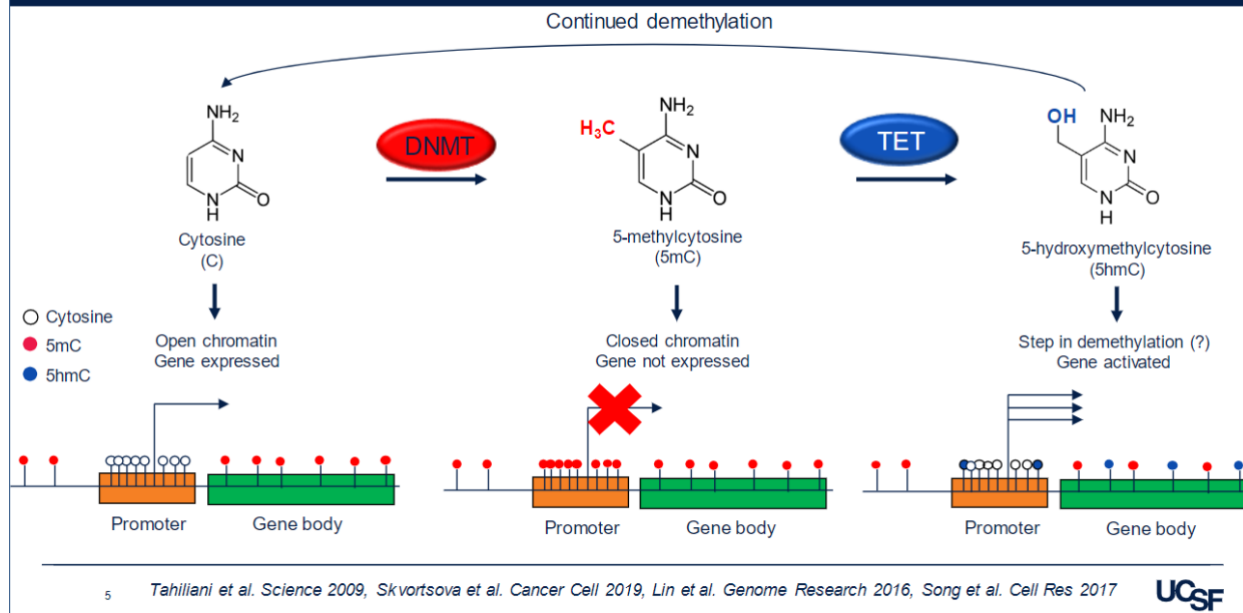 Continued demethylation
NH2
N
N
H
O
Cytosine
(C)
DNMT
H3C
NH2
N
N
H
O
5-methylcytosine
(5mC)
TET
OH
NH2
N
N
H
O
5-hydroxymethylcytosine
(5hmC)
Cytosine
5mC
5hmC
Open chromatin
Gene expressed
Closed chromatin
Gene not expressed
Step in demethylation (?)
Gene activated
Promoter
Gene body
Promoter
Gene body
Promoter
Gene body
5
Tahiliani et al. Science 2009, Skvortsova et al. Cancer Cell 2019, Lin et al. Genome Research 2016, Song et al. Cell Res 2017
UCSF